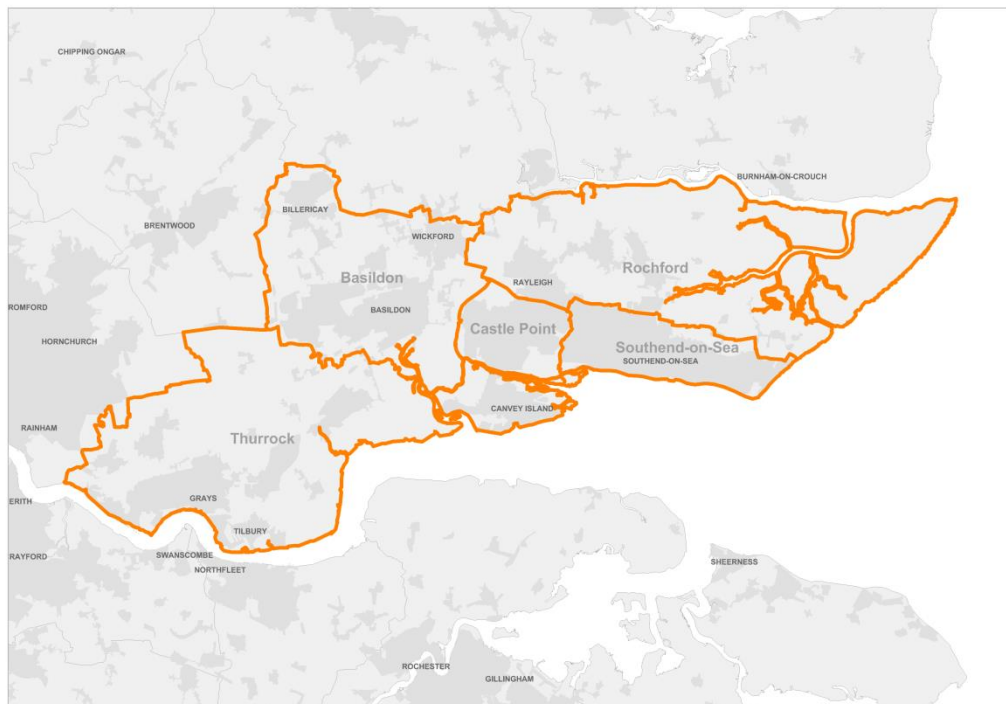 CHIPPING ONGAR
BURNHAM-ON-CROUCH
BILLERICAY
BRENTWOOD
WICKFORD
Basildon
Rochford
RAYLEIGH
ROMFORD
BASILDON
Castle Point
HORNCHURCH
Southend-on-Sea
SOUTHEND-ON-SEA
CANVEY ISLAND
RAINHAM
Thurrock
GRAYS
ERITH
TILBURY
SWANSCOMBE
RAYFORD
NORTHFLEET
SHEERNESS
ROCHESTER
GILLINGHAM